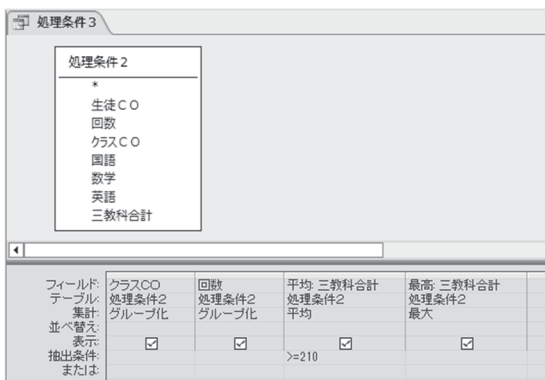 処理条件3
処理条件2
*
生徒CO
回数
クラスCO
国語
数学
英語
三教科合計
フィールド: クラスCO 回数 平均: 三教科合計 最高: 三教科合計
テーブル: 処理条件2 処理条件2 処理条件2 処理条件2
集計: グループ化 グループ化 平均 最大
並べ替え:
表示:
抽出条件: >=210
または: